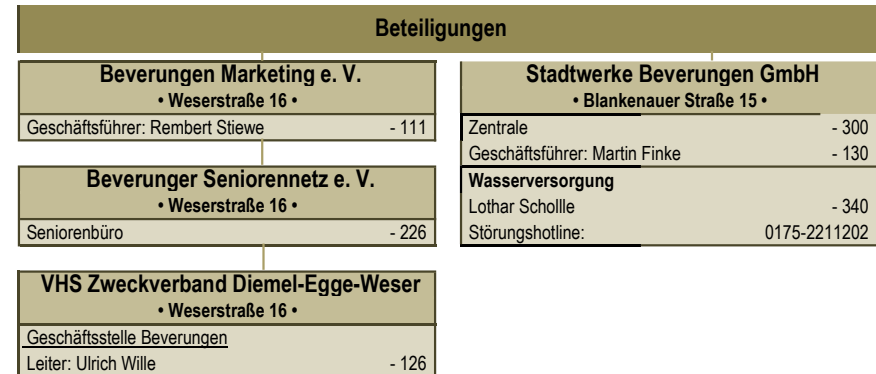 Beteiligungen
Beverungen Marketing e. V.
• Weserstraße 16 •
Geschäftsführer: Rembert Stiewe - 111
Beverunger Seniorennetz e. V.
• Weserstraße 16 •
Seniorenbüro - 226
VHS Zweckverband Diemel-Egge-Weser
• Weserstraße 16 •
Geschäftsstelle Beverungen
Leiter: Ulrich Wille - 126
Stadtwerke Beverungen GmbH
• Blankenauer Straße 15 •
Zentrale - 300
Geschäftsführer: Martin Finke - 130
Wasserversorgung
Lothar Schollle - 340
Störungshotline: 0175-2211202